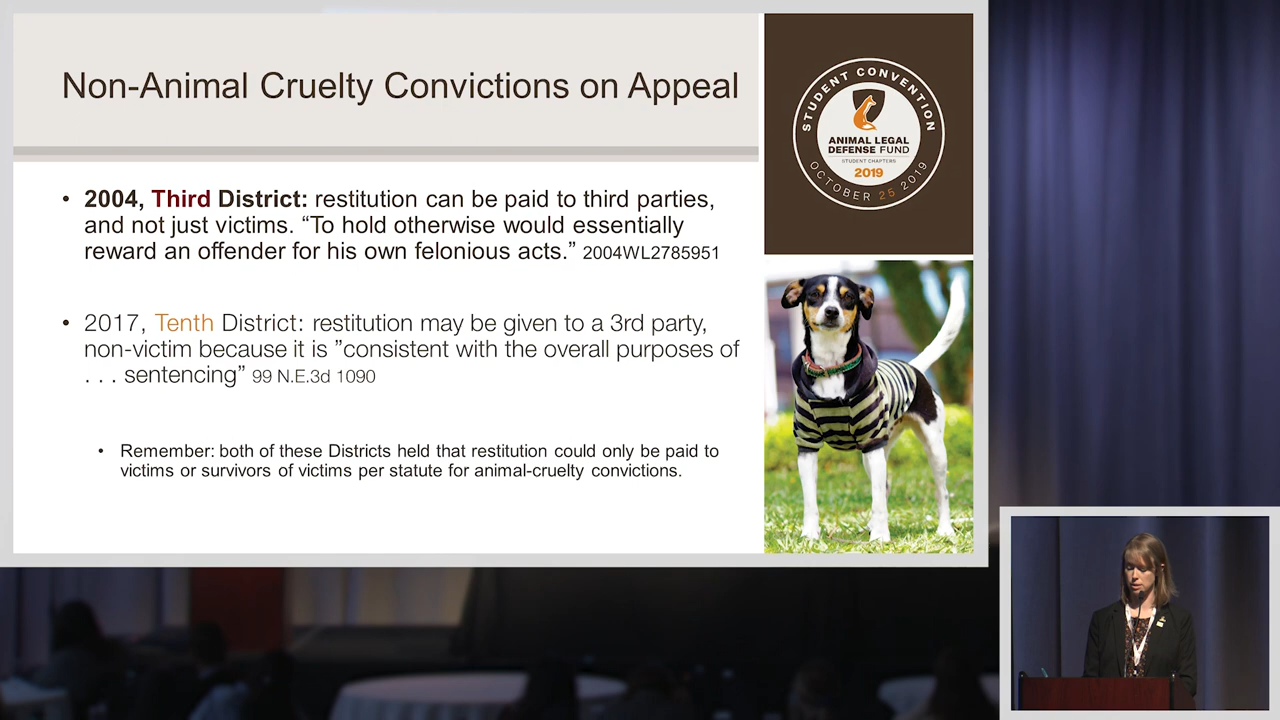 Non-Animal Cruelty Convictions on Appeal
• 2004, Third District: restitution can be paid to third parties,
and not just victims. “To hold otherwise would essentially
reward an offender for his own felonious acts.” 2004WL2785951
• 2017, Tenth District: restitution may be given to a 3rd party,
non-victim because it is ”consistent with the overall purposes of
. . . sentencing” 99 N.E.3d 1090
• Remember: both of these Districts held that restitution could only be paid to
victims or survivors of victims per statute for animal-cruelty convictions.
STUDENT CONVENTION
ANIMAL LEGAL
DEFENSE FUND
STUDENT CHAPTERS
2019
OCTOBER 25 2019